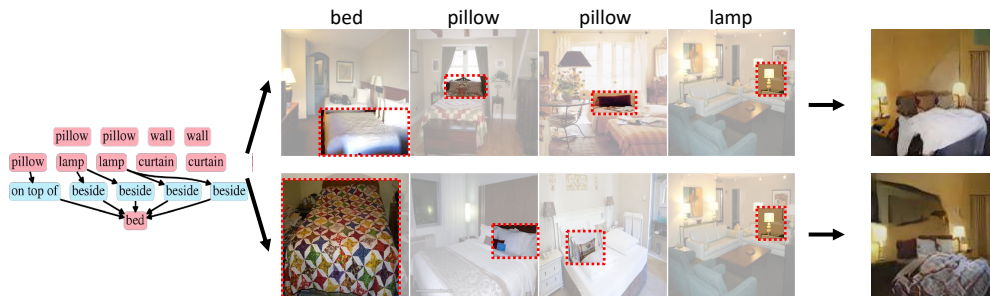 bed pillow pillow lamp
pillow pillow wall wall
pillow lamp lamp curtain curtain
on top of beside beside beside beside
bed